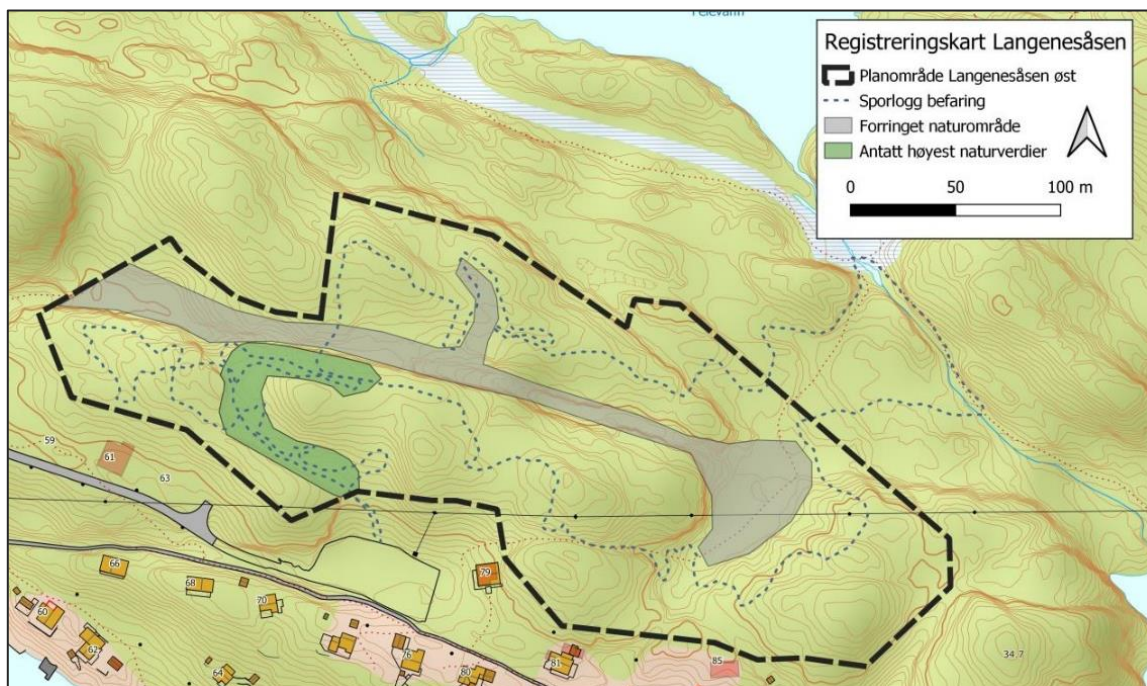 Registreringskart Langenesåsen
Planområde Langenesåsen øst
Sporlogg befaring
Forringet naturområde
Antatt høyest naturverdier
0 50 100 m
59
61
63
66
68
70
79
60
62
64
76
80
81
85
34,7